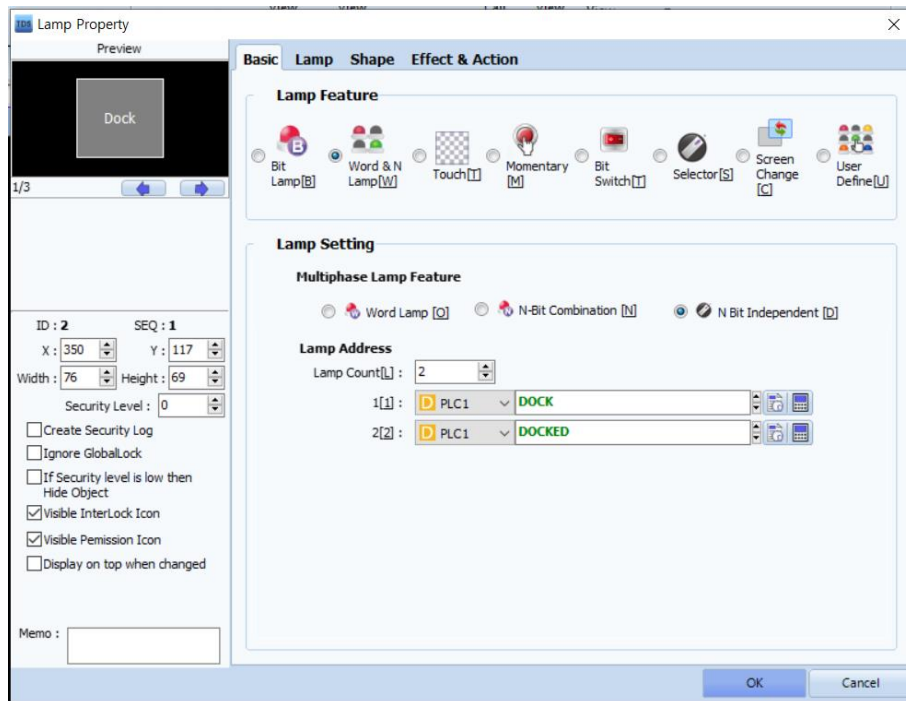 Lamp Property
Preview
Dock
1/3
ID : 2 SEQ : 1
X : 350 Y : 117
Width : 76 Height : 69
Security Level : 0
Create Security Log
Ignore GlobalLock
If Security level is low then
Hide Object
Visible InterLock Icon
Visible Pemission Icon
Display on top when changed
Memo :
Basic Lamp Shape Effect & Action
Lamp Feature
Bit
Lamp[B]
Word & N
Lamp[W]
Touch[T]
Momentary
[M]
Bit
Switch[T]
Selector[S]
Screen
Change
[C]
User
Define[U]
Lamp Setting
Multiphase Lamp Feature
Word Lamp [O] N-Bit Combination [N] N Bit Independent [D]
Lamp Address
Lamp Count[L] : 2
1[1] : D PLC1 DOCK
2[2] : D PLC1 DOCKED
OK Cancel